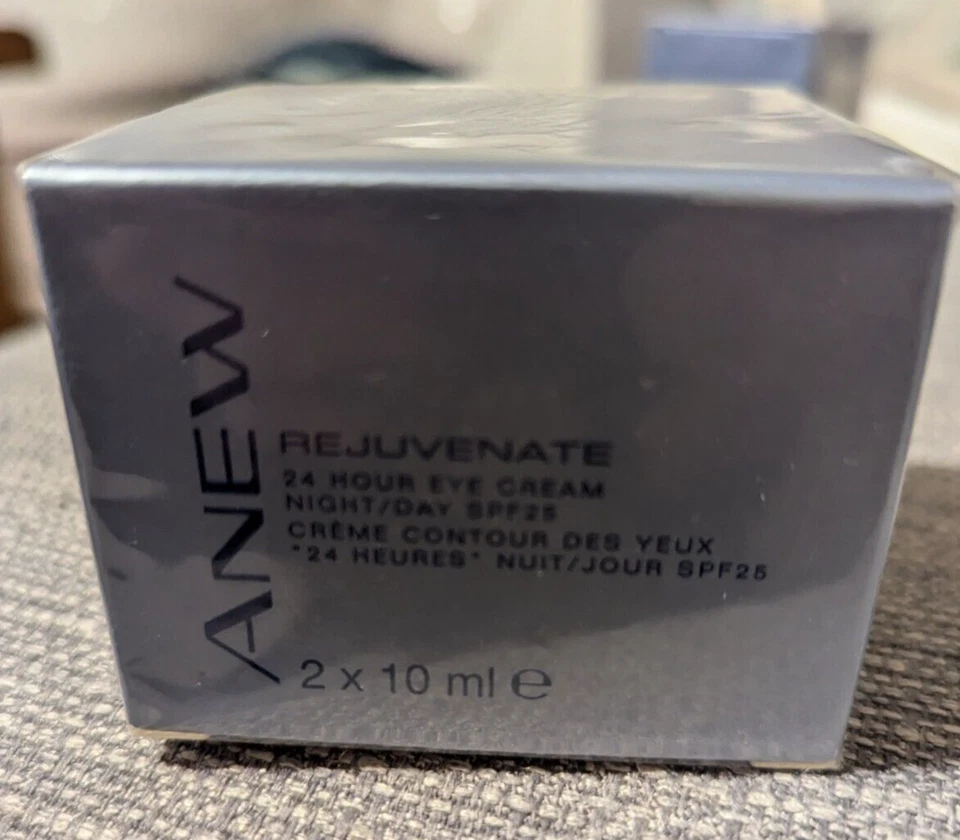 ANEW
REJUVENATE
24 HOUR EYE CREAM
NIGHT/DAY SPF25
CRÈME CONTOUR DES YEUX
"24 HEURES" NUIT/JOUR SPF25
2 x 10 ml ℮